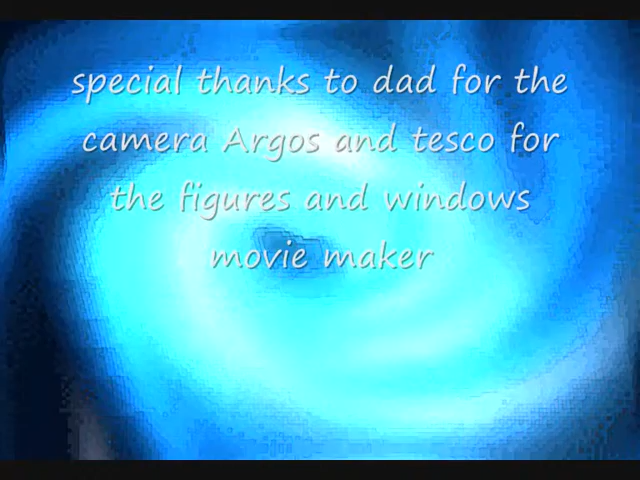 special thanks to dad for the
camera Argos and tesco for
the figures and windows
movie maker